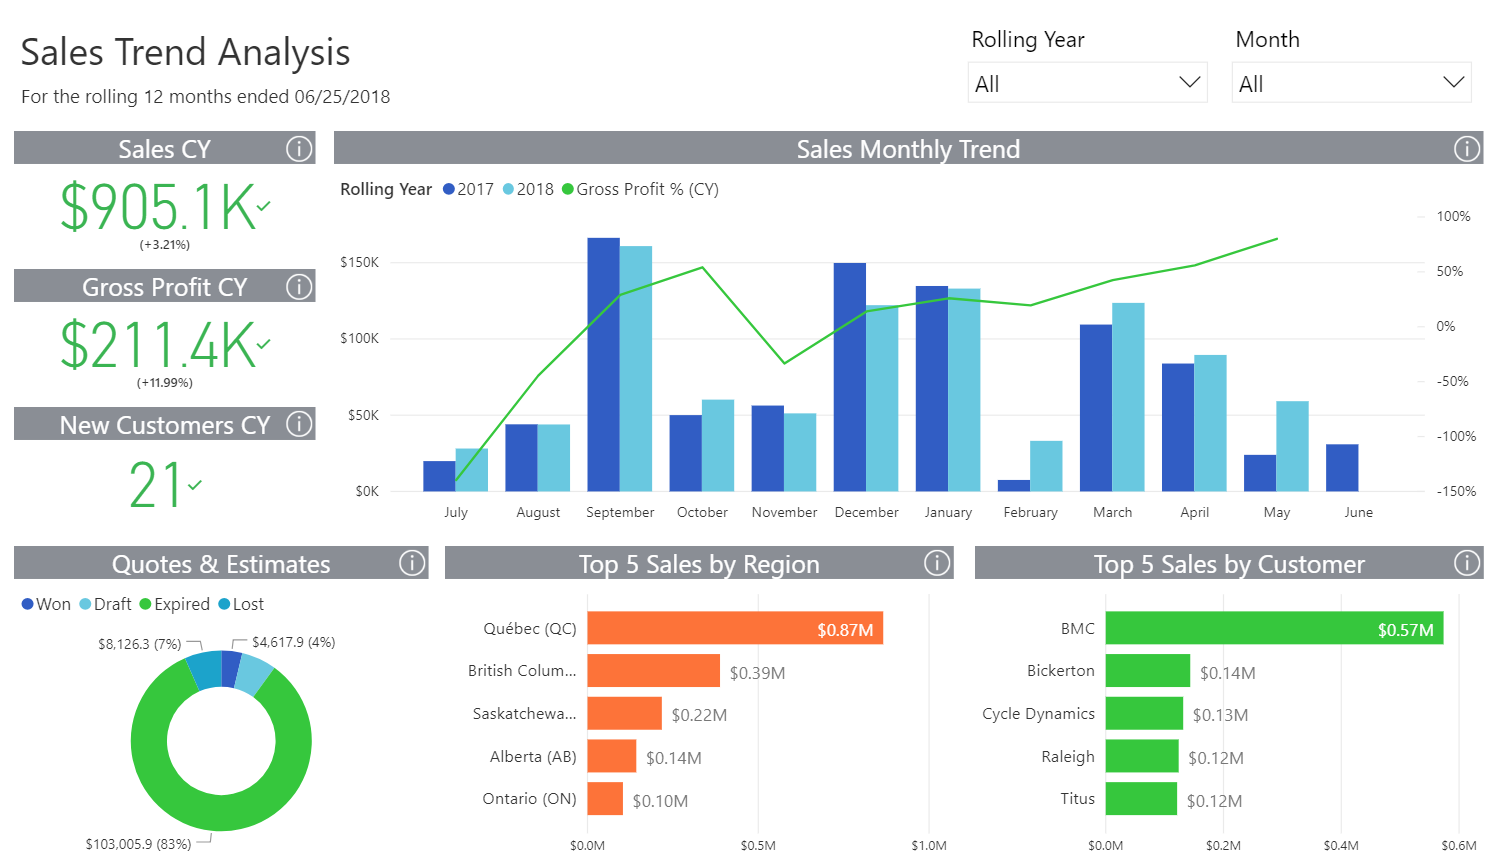 Sales Trend Analysis
For the rolling 12 months ended 06/25/2018
Rolling Year
All
Month
All
Sales CY
$905.1K
(+3.21%)
Gross Profit CY
$211.4K
(+11.99%)
New Customers CY
21
Sales Monthly Trend
Rolling Year 2017 2018 Gross Profit % (CY)
$150K
$100K
$50K
$0K
100%
50%
0%
-50%
-100%
-150%
July August September October November December January February March April May June
Quotes & Estimates
Won Draft Expired Lost
$8,126.3 (7%)
$4,617.9 (4%)
$103,005.9 (83%)
Top 5 Sales by Region
Québec (QC) $0.87M
British Colum... $0.39M
Saskatchewa... $0.22M
Alberta (AB) $0.14M
Ontario (ON) $0.10M
$0.0M $0.5M $1.0M
Top 5 Sales by Customer
BMC $0.57M
Bickerton $0.14M
Cycle Dynamics $0.13M
Raleigh $0.12M
Titus $0.12M
$0.0M $0.2M $0.4M $0.6M